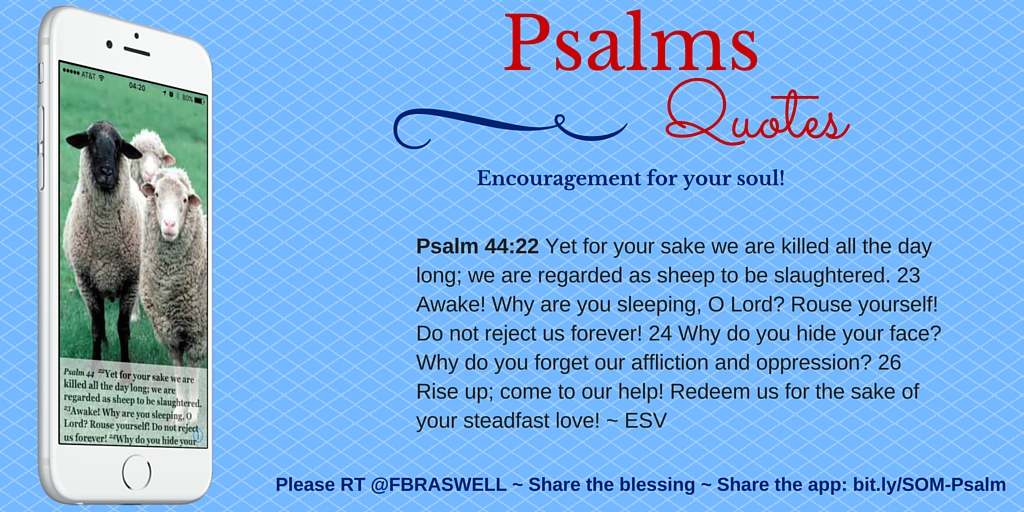 Psalms
Quotes
Encouragement for your soul!
Psalm 44:22 Yet for your sake we are killed all the day
long; we are regarded as sheep to be slaughtered. 23
Awake! Why are you sleeping, O Lord? Rouse yourself!
Do not reject us forever! 24 Why do you hide your face?
Why do you forget our affliction and oppression? 26
Rise up; come to our help! Redeem us for the sake of
your steadfast love! ~ ESV
Please RT @FBRASWELL ~ Share the blessing ~ Share the app: bit.ly/SOM-Psalm
AT&T
04:20
80%
Psalm 44 22Yet for your sake we are
killed all the day long; we are
regarded as sheep to be slaughtered.
23Awake! Why are you sleeping, O
Lord? Rouse yourself! Do not reject
us forever! 24Why do you hide your